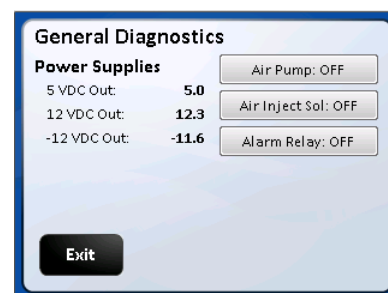 General Diagnostics
Power Supplies
5 VDC Out: 5.0
12 VDC Out: 12.3
-12 VDC Out: -11.6
Air Pump: OFF
Air Inject Sol: OFF
Alarm Relay: OFF
Exit